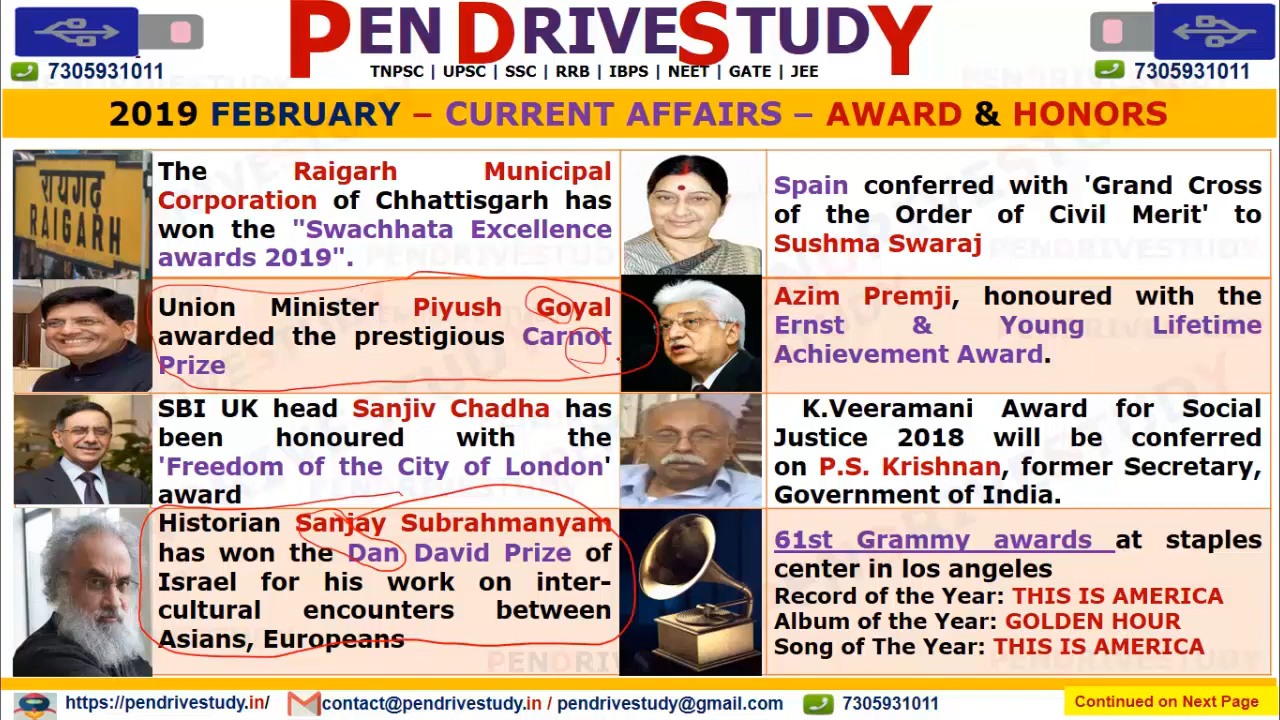 PENDRIVESTUDY
7305931011
TNPSC | UPSC | SSC | RRB | IBPS | NEET | GATE | JEE
7305931011
2019 FEBRUARY – CURRENT AFFAIRS – AWARD & HONORS
रायगढ़
RAIGARH
The Raigarh Municipal
Corporation of Chhattisgarh has
won the "Swachhata Excellence
awards 2019".
Spain conferred with 'Grand Cross
of the Order of Civil Merit' to
Sushma Swaraj
Union Minister Piyush Goyal
awarded the prestigious Carnot
Prize
Azim Premji, honoured with the
Ernst & Young Lifetime
Achievement Award.
SBI UK head Sanjiv Chadha has
been honoured with the
'Freedom of the City of London'
award
K.Veeramani Award for Social
Justice 2018 will be conferred
on P.S. Krishnan, former Secretary,
Government of India.
Historian Sanjay Subrahmanyam
has won the Dan David Prize of
Israel for his work on inter-
cultural encounters between
Asians, Europeans
61st Grammy awards at staples
center in los angeles
Record of the Year: THIS IS AMERICA
Album of the Year: GOLDEN HOUR
Song of The Year: THIS IS AMERICA
https://pendrivestudy.in/
contact@pendrivestudy.in / pendrivestudy@gmail.com
7305931011
Continued on Next Page